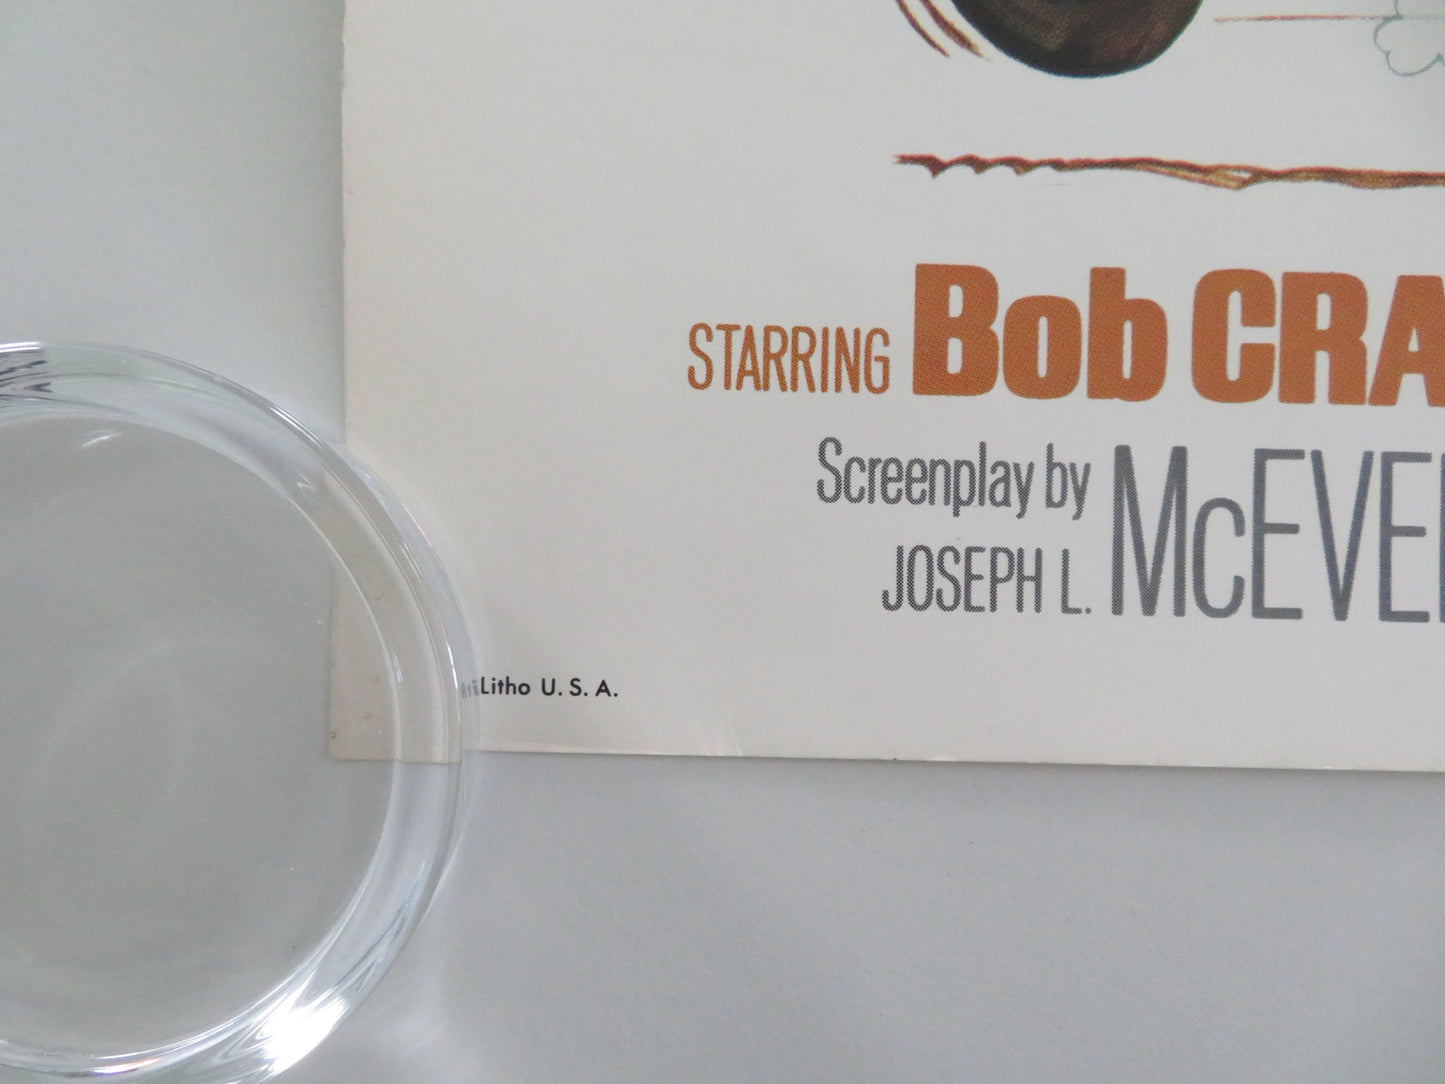 STARRING Bob CRA
Screenplay by
JOSEPH L. McEVE
Litho U. S. A.